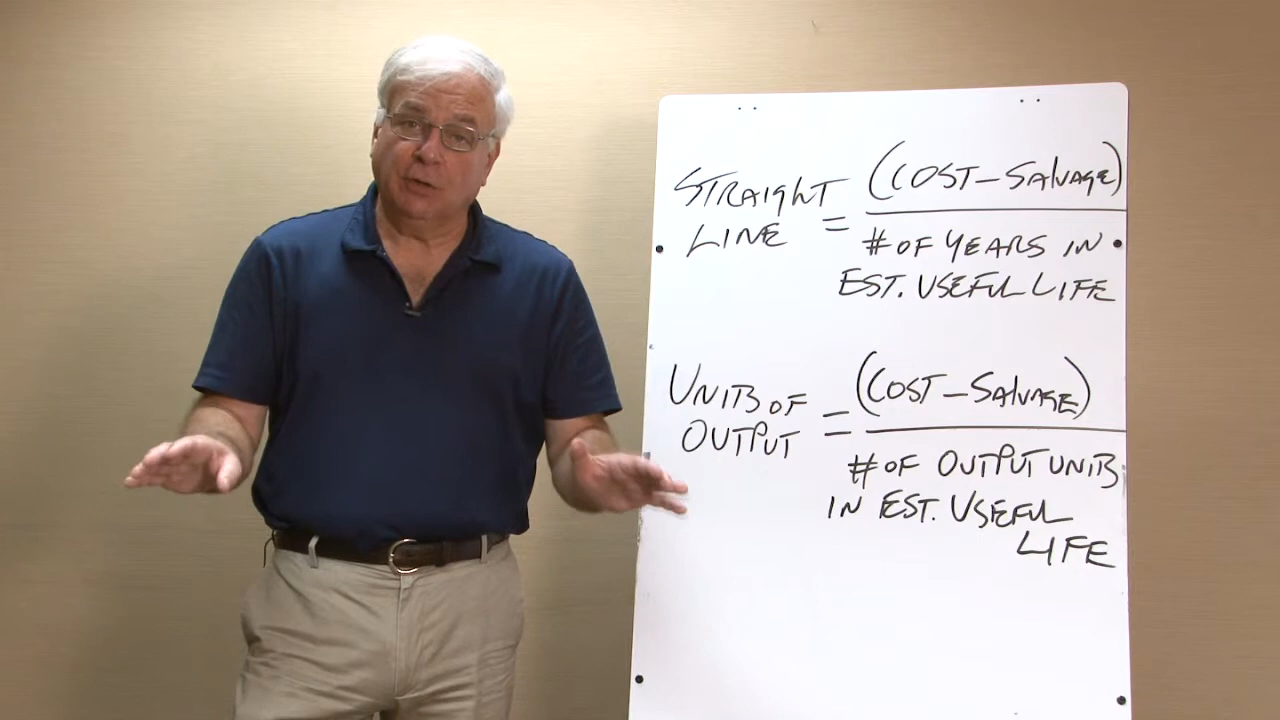 STRAIGHT = (COST-SALVAGE)
LINE # OF YEARS IN
EST. USEFUL LIFE
UNITS OF = (COST-SALVAGE)
OUTPUT # OF OUTPUT UNITS
IN EST. USEFUL
LIFE